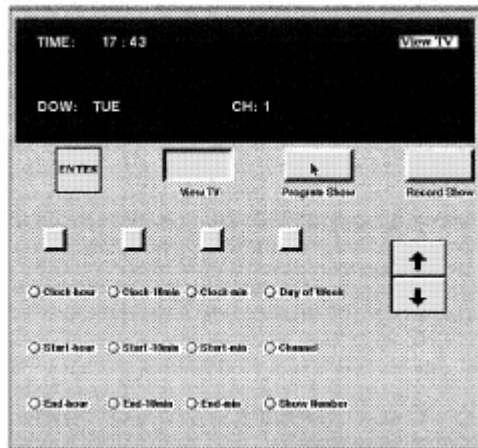 TIME: 17 : 43 View TV
DOW: TUE CH: 1
ENTER
View TV Program Show Record Show
Clock-hour Clock-10min Clock-min Day of Week
Start-hour Start-10min Start-min Channel
End-hour End-10min End-min Show Number